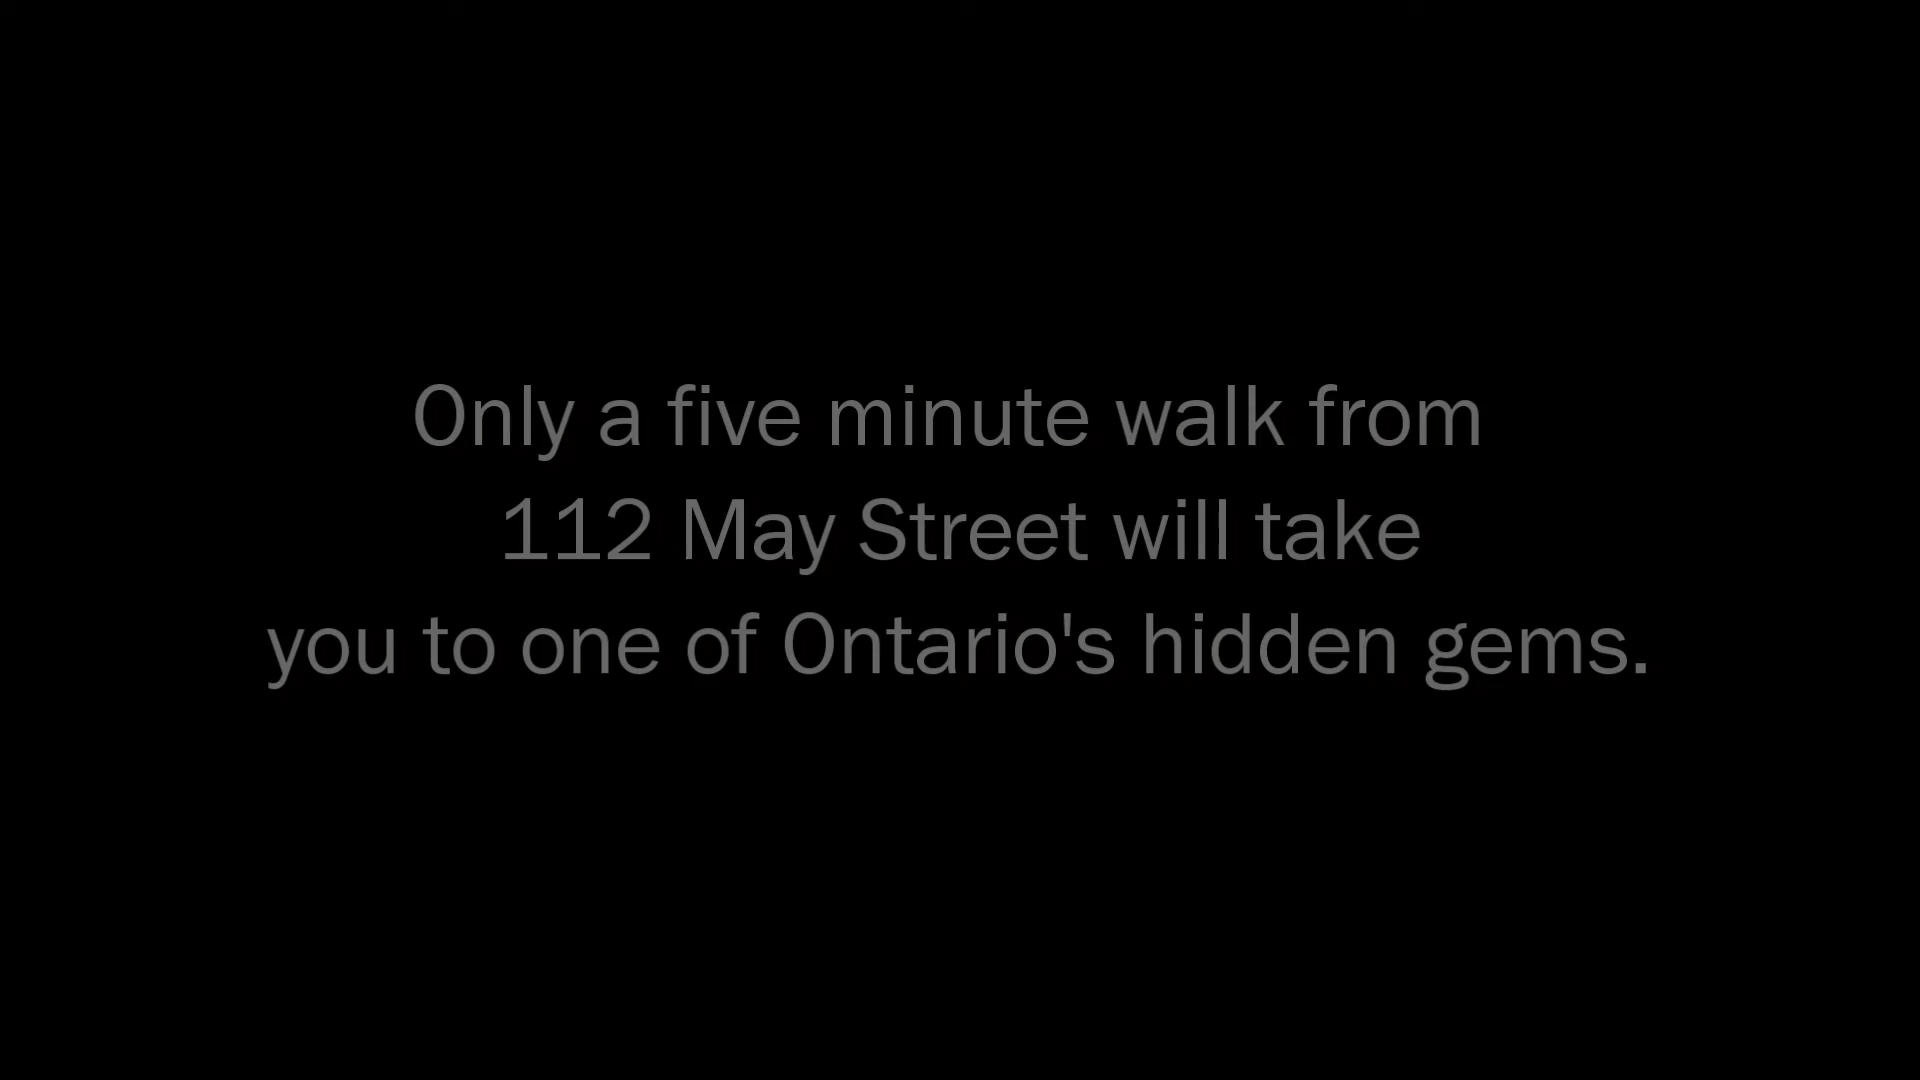 Only a five minute walk from
112 May Street will take
you to one of Ontario's hidden gems.